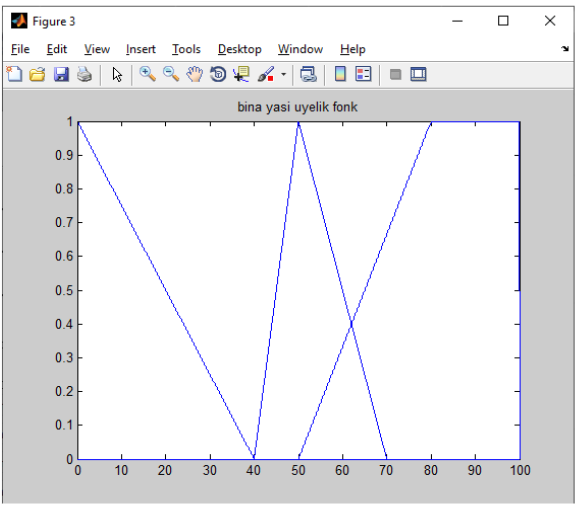 Figure 3
File Edit View Insert Tools Desktop Window Help
bina yasi uyelik fonk
1
0.9
0.8
0.7
0.6
0.5
0.4
0.3
0.2
0.1
0
0 10 20 30 40 50 60 70 80 90 100